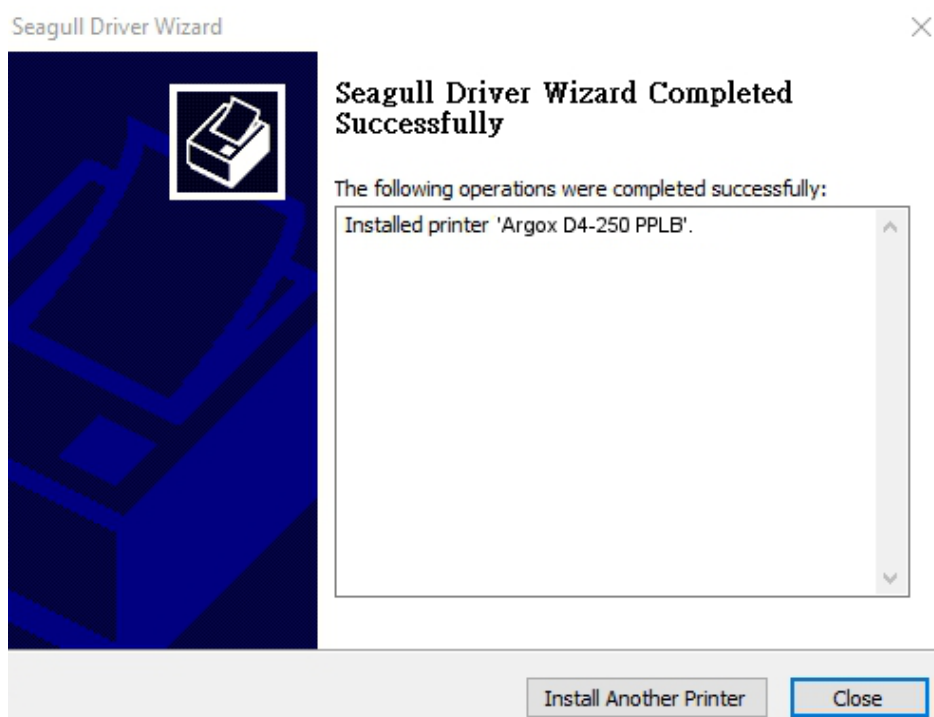 Seagull Driver Wizard
Seagull Driver Wizard Completed
Successfully
The following operations were completed successfully:
Installed printer 'Argox D4-250 PPLB'.
Install Another Printer
Close